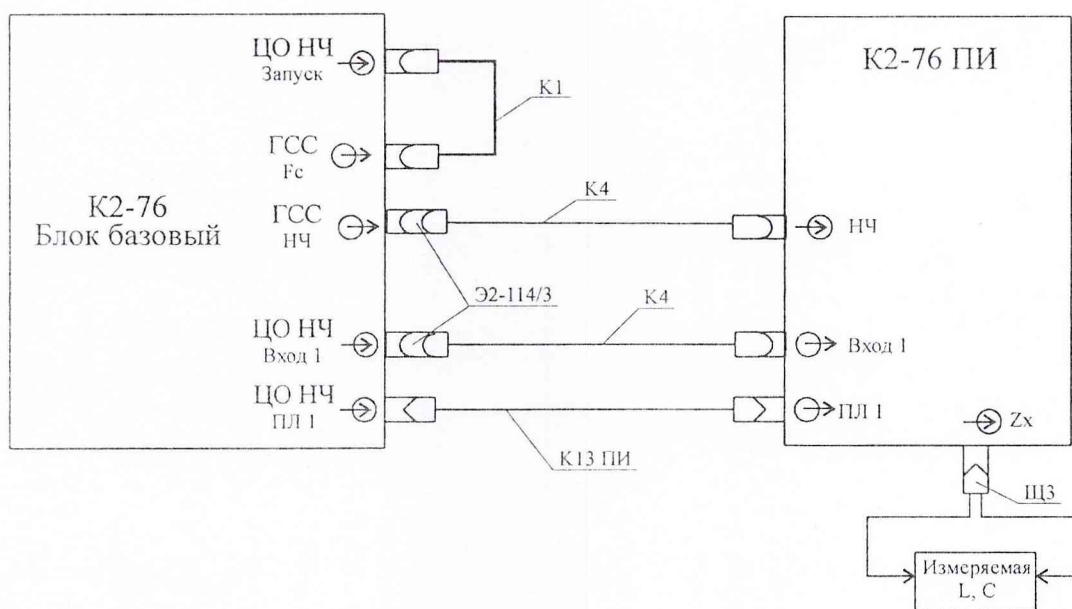 ЦО НЧ
Запуск
К1
ГСС
Fc
К2-76
Блок базовый
ГСС
НЧ
К4
НЧ
Э2-114/3
ЦО НЧ
Вход 1
К4
Вход 1
ЦО НЧ
ПЛ 1
К13 ПИ
ПЛ 1
К2-76 ПИ
Zx
ЩЗ
Измеряемая
L, C